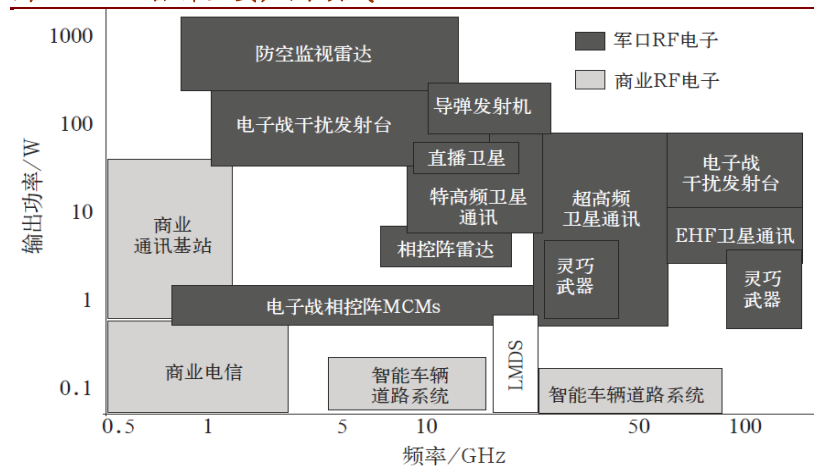 1000
100
10
1
0.1
输出功率/W
防空监视雷达
军口RF电子
商业RF电子
电子战干扰发射台
导弹发射机
直播卫星
特高频卫星
通讯
超高频
卫星通讯
电子战
干扰发射台
商业
通讯基站
相控阵雷达
EHF卫星通讯
灵巧
武器
灵巧
武器
电子战相控阵MCMs
商业电信
智能车辆
道路系统
LMDS
智能车辆道路系统
0.5
1
5
10
50
100
频率/GHz